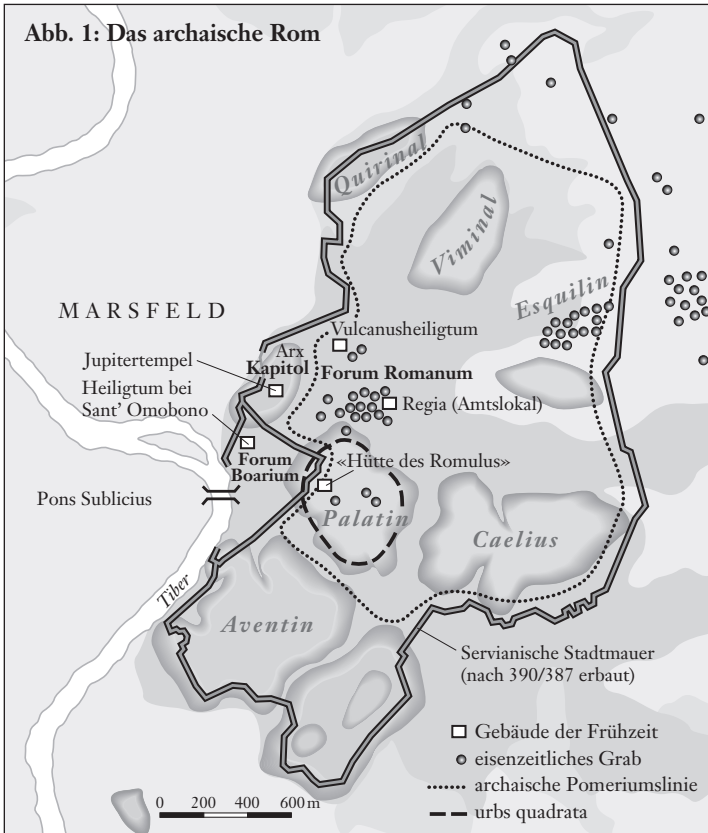 Abb. 1: Das archaische Rom
Quirinal
Viminal
Esquilin
MARSFELD
Vulcanusheiligtum
Arx
Kapitol
Jupitertempel
Forum Romanum
Heiligtum bei
Sant' Omobono
Regia (Amtslokal)
Forum
Boarium
«Hütte des Romulus»
Pons Sublicius
Palatin
Caelius
Tiber
Aventin
Servianische Stadtmauer
(nach 390/387 erbaut)
Gebäude der Frühzeit
eisenzeitliches Grab
archaische Pomeriumslinie
urbs quadrata
0 200 400 600 m